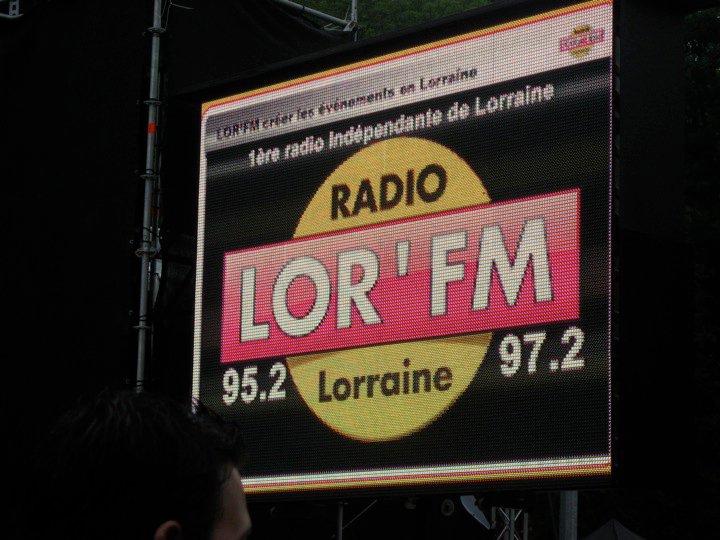 LOR'FM créer les événements en Lorraine
1ère radio Indépendante de Lorraine
RADIO
LOR'FM
95.2
Lorraine
97.2